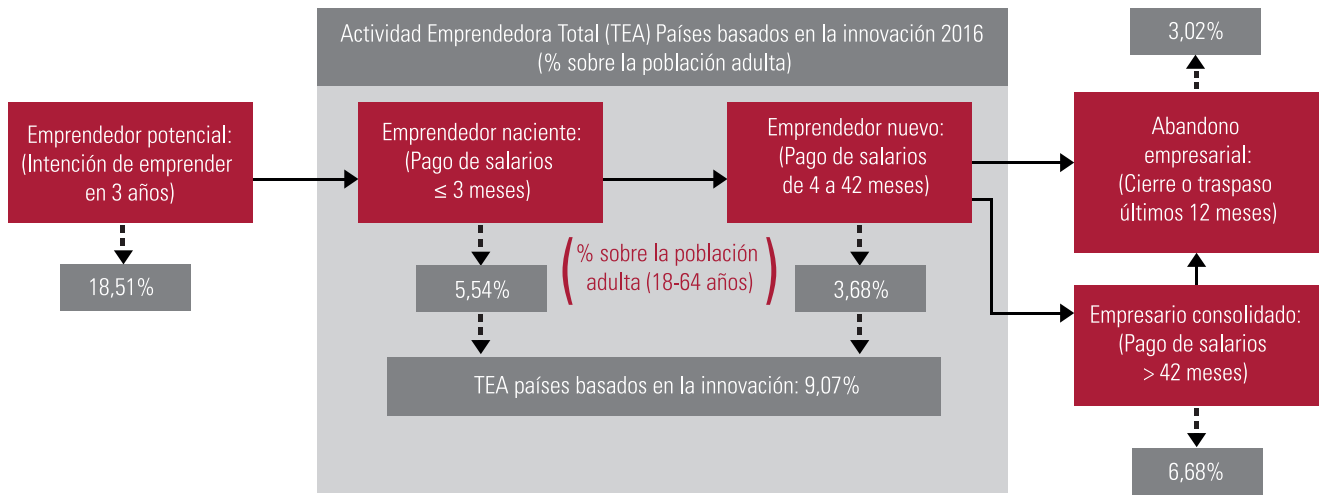 Actividad Emprendedora Total (TEA) Países basados en la innovación 2016
(% sobre la población adulta)
3,02%
Emprendedor potencial:
(Intención de emprender
en 3 años)
Emprendedor naciente:
(Pago de salarios
≤ 3 meses)
Emprendedor nuevo:
(Pago de salarios
de 4 a 42 meses)
Abandono
empresarial:
(Cierre o traspaso
últimos 12 meses)
18,51%
5,54%
(% sobre la población
adulta (18-64 años))
3,68%
Empresario consolidado:
(Pago de salarios
> 42 meses)
TEA países basados en la innovación: 9,07%
6,68%